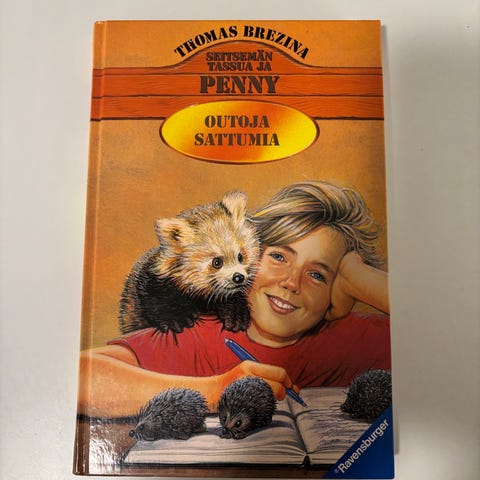 THOMAS BREZINA
SEITSEMÄN
TASSUA JA
PENNY
OUTOJA
SATTUMIA
Ravensburger